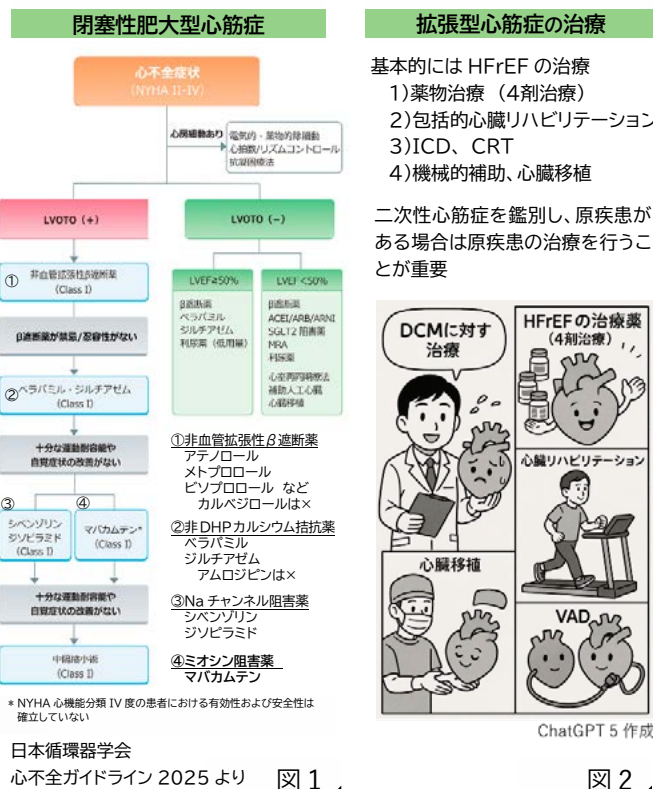 閉塞性肥大型心筋症
心不全症状
(NYHA II-IV)
心房細動あり
電気的・薬物的除細動
心拍数/リズムコントロール
抗凝固療法
LVOTO (+)
LVOTO (−)
① 非血管拡張性β遮断薬
(Class I)
β遮断薬が禁忌/忍容性がない
② ベラパミル・ジルチアゼム
(Class I)
十分な運動耐容能や
自覚症状の改善がない
③
シベンゾリン
ジソピラミド
(Class I)
④
マバカムテン*
(Class I)
十分な運動耐容能や
自覚症状の改善がない
中隔縮小術
(Class I)
LVEF≥50%
β遮断薬
ベラパミル
ジルチアゼム
利尿薬（低用量）
LVEF<50%
β遮断薬
ACEI/ARB/ARNI
SGLT2 阻害薬
MRA
利尿薬
心室再同期療法
補助人工心臓
心臓移植
①非血管拡張性β遮断薬
アテノロール
メトプロロール
ビソプロロール など
カルベジロールは×
②非DHPカルシウム拮抗薬
ベラパミル
ジルチアゼム
アムロジピンは×
③Na チャンネル阻害薬
シベンゾリン
ジソピラミド
④ミオシン阻害薬
マバカムテン
* NYHA 心機能分類 IV 度の患者における有効性および安全性は
確立していない
日本循環器学会
心不全ガイドライン 2025 より
図1
拡張型心筋症の治療
基本的には HFrEF の治療
1)薬物治療 （4剤治療）
2)包括的心臓リハビリテーション
3)ICD、CRT
4)機械的補助、心臓移植
二次性心筋症を鑑別し、原疾患が
ある場合は原疾患の治療を行うこ
とが重要
DCMに対す
治療
HFrEFの治療薬
(4剤治療)
心臓リハビリテーション
心臓移植
VAD
ChatGPT 5 作成
図2